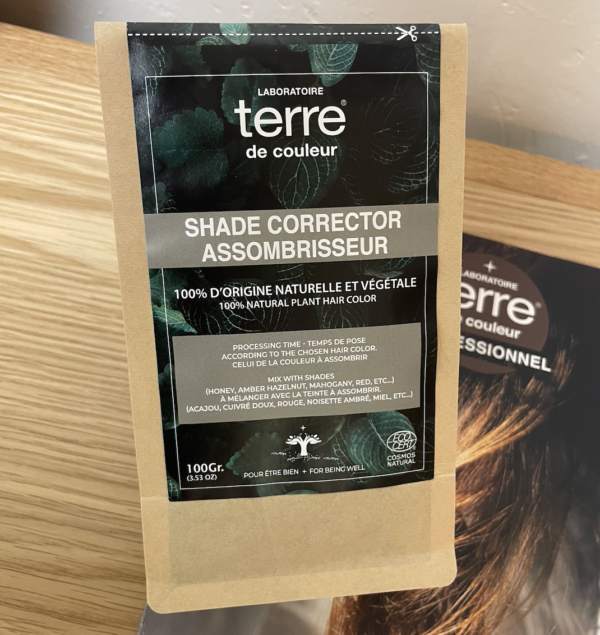 LABORATOIRE
terre®
de couleur
SHADE CORRECTOR
ASSOMBRISSEUR
100% D'ORIGINE NATURELLE ET VÉGÉTALE
100% NATURAL PLANT HAIR COLOR
PROCESSING TIME - TEMPS DE POSE
ACCORDING TO THE CHOSEN HAIR COLOR.
CELUI DE LA COULEUR À ASSOMBRIR
MIX WITH SHADES
(HONEY, AMBER HAZELNUT, MAHOGANY, RED, ETC...)
À MÉLANGER AVEC LA TEINTE À ASSOMBRIR.
(ACAJOU, CUIVRÉ DOUX, ROUGE, NOISETTE AMBRÉ, MIEL, ETC...)
100Gr.
(3.53 OZ)
POUR ÊTRE BIEN + FOR BEING WELL
ECO
CERT
COSMOS
NATURAL
LABORATOIRE
erre®
couleur
ESSIONNEL